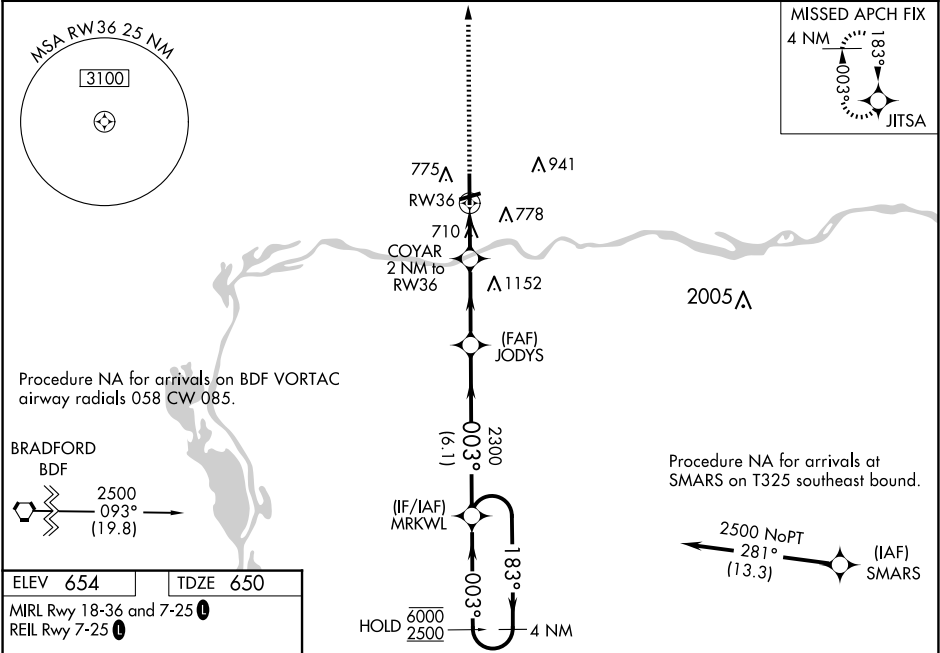 MSA RW36 25 NM
3100
MISSED APCH FIX
4 NM
183°
003°
JITSA
775
941
RW36
778
710
COYAR
2 NM to
RW36
1152
2005
(FAF)
JODYS
Procedure NA for arrivals on BDF VORTAC
airway radials 058 CW 085.
BRADFORD
BDF
2500
093°
(19.8)
2300
003°
(6.1)
(IF/IAF)
MRKWL
183°
003°
HOLD
6000
2500
4 NM
Procedure NA for arrivals at
SMARS on T325 southeast bound.
2500 NoPT
281°
(13.3)
(IAF)
SMARS
ELEV 654
TDZE 650
MIRL Rwy 18-36 and 7-25 L
REIL Rwy 7-25 L